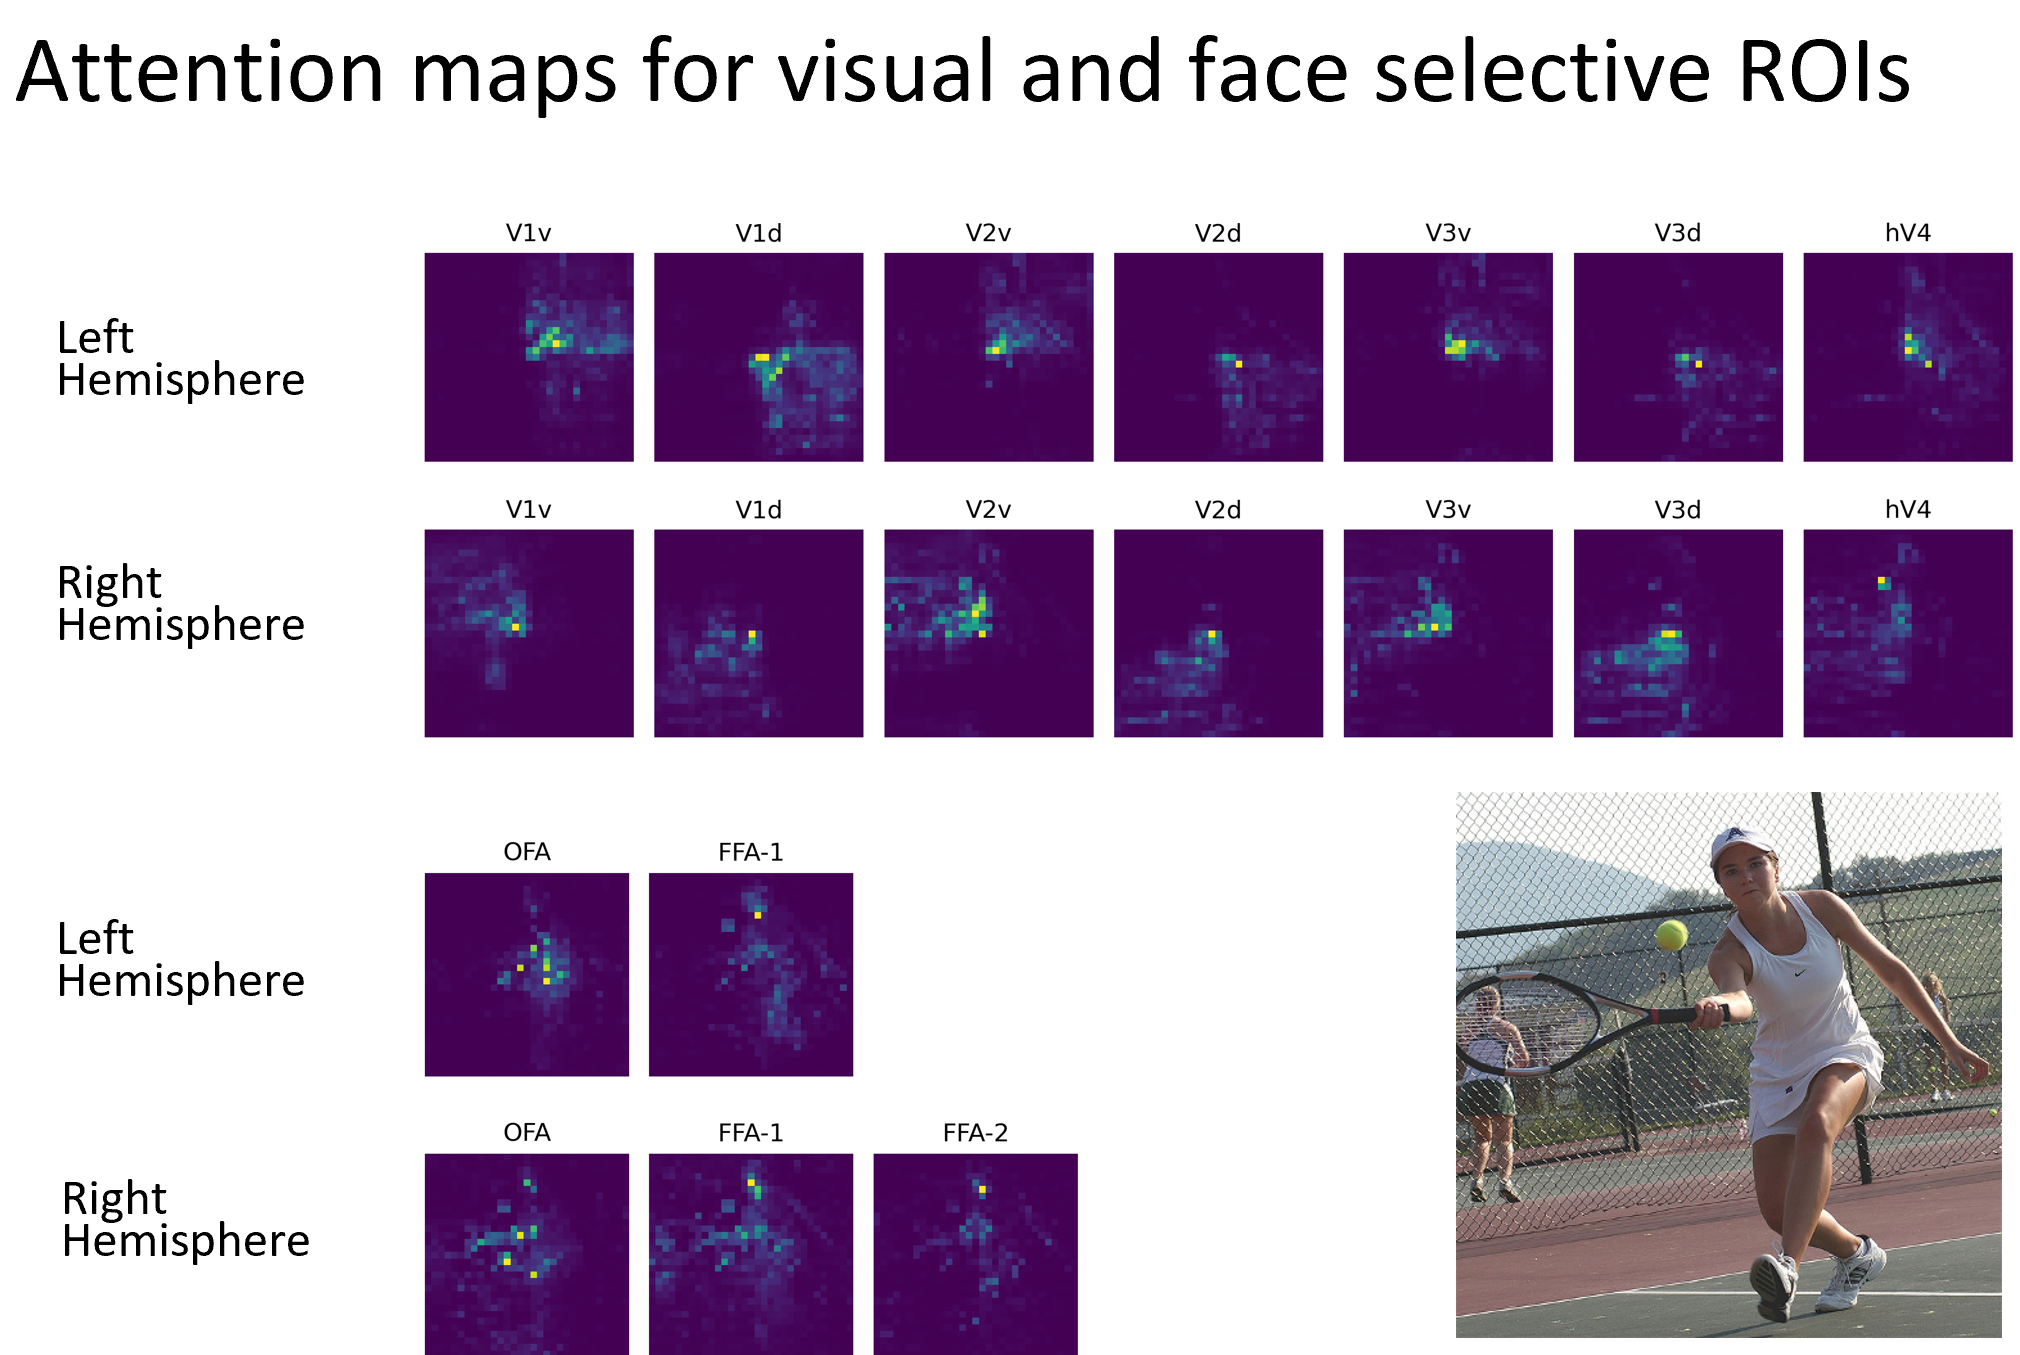 Attention maps for visual and face selective ROIs
V1v V1d V2v V2d V3v V3d hV4
Left
Hemisphere
V1v V1d V2v V2d V3v V3d hV4
Right
Hemisphere
OFA FFA-1
Left
Hemisphere
OFA FFA-1 FFA-2
Right
Hemisphere
A